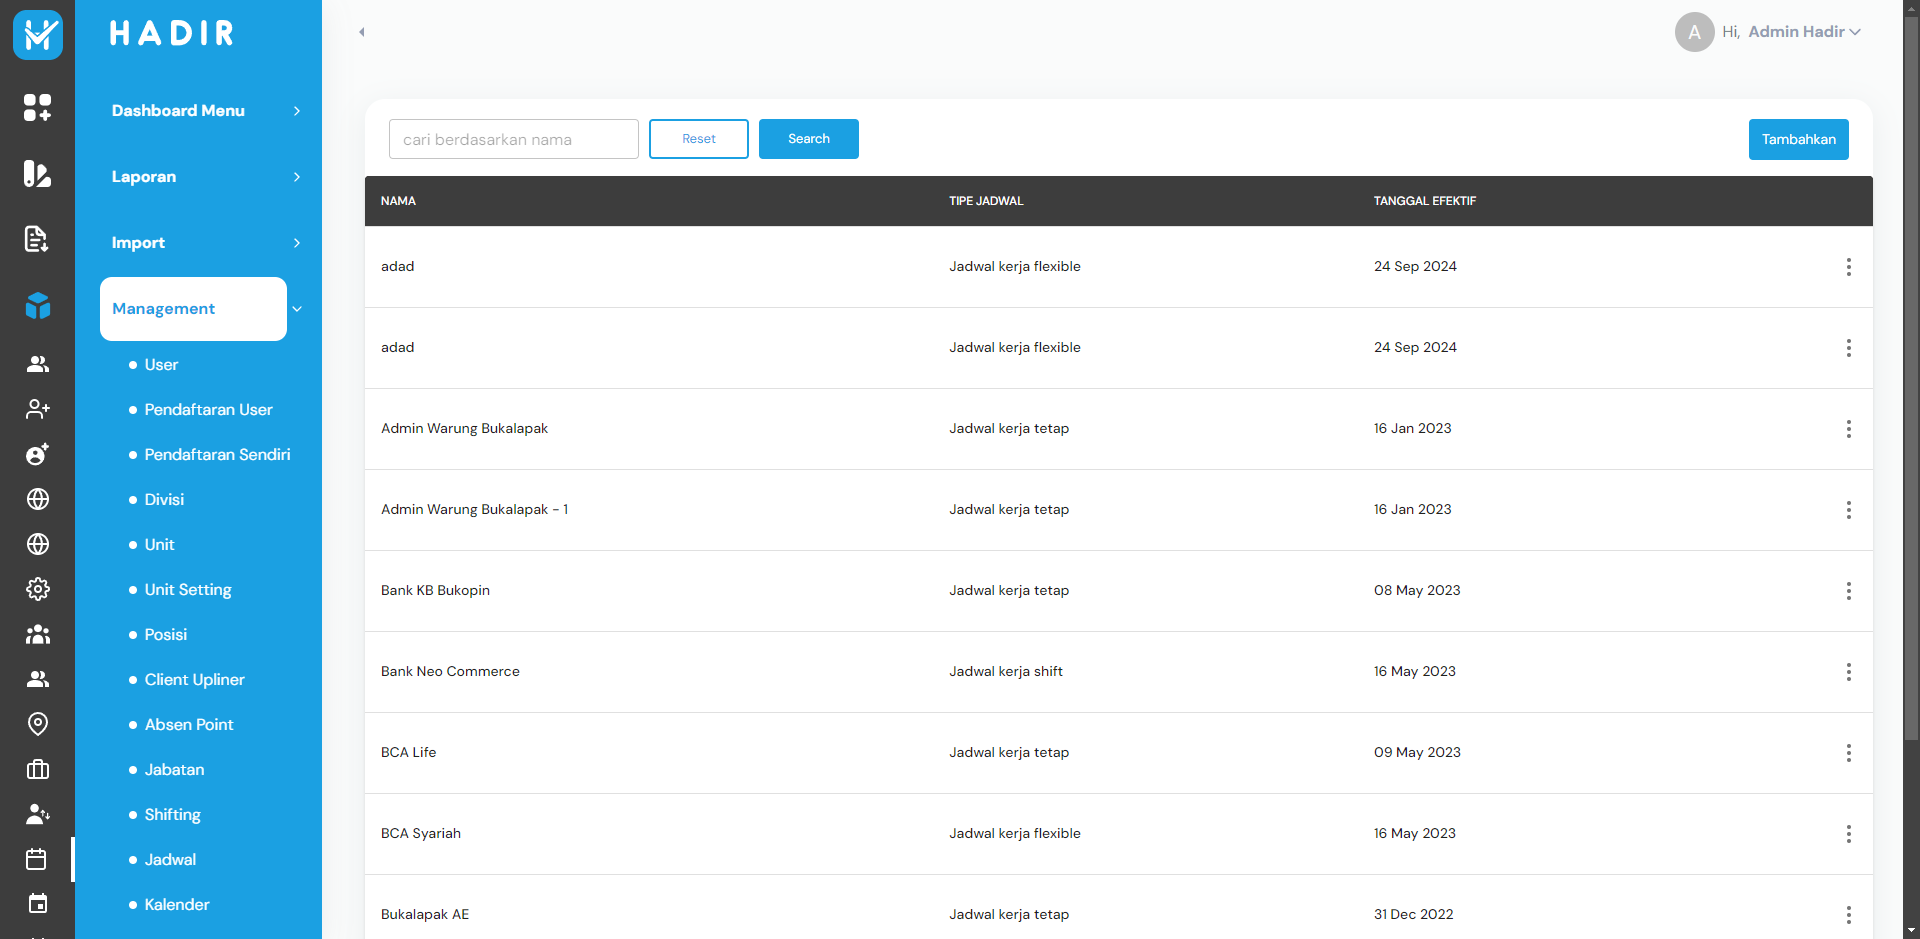 HADIR
A
Hi, Admin Hadir
Dashboard Menu
Laporan
Import
Management
User
Pendaftaran User
Pendaftaran Sendiri
Divisi
Unit
Unit Setting
Posisi
Client Upliner
Absen Point
Jabatan
Shifting
Jadwal
Kalender
cari berdasarkan nama
Reset
Search
Tambahkan
NAMA TIPE JADWAL TANGGAL EFEKTIF
adad Jadwal kerja flexible 24 Sep 2024
adad Jadwal kerja flexible 24 Sep 2024
Admin Warung Bukalapak Jadwal kerja tetap 16 Jan 2023
Admin Warung Bukalapak - 1 Jadwal kerja tetap 16 Jan 2023
Bank KB Bukopin Jadwal kerja tetap 08 May 2023
Bank Neo Commerce Jadwal kerja shift 16 May 2023
BCA Life Jadwal kerja tetap 09 May 2023
BCA Syariah Jadwal kerja flexible 16 May 2023
Bukalapak AE Jadwal kerja tetap 31 Dec 2022